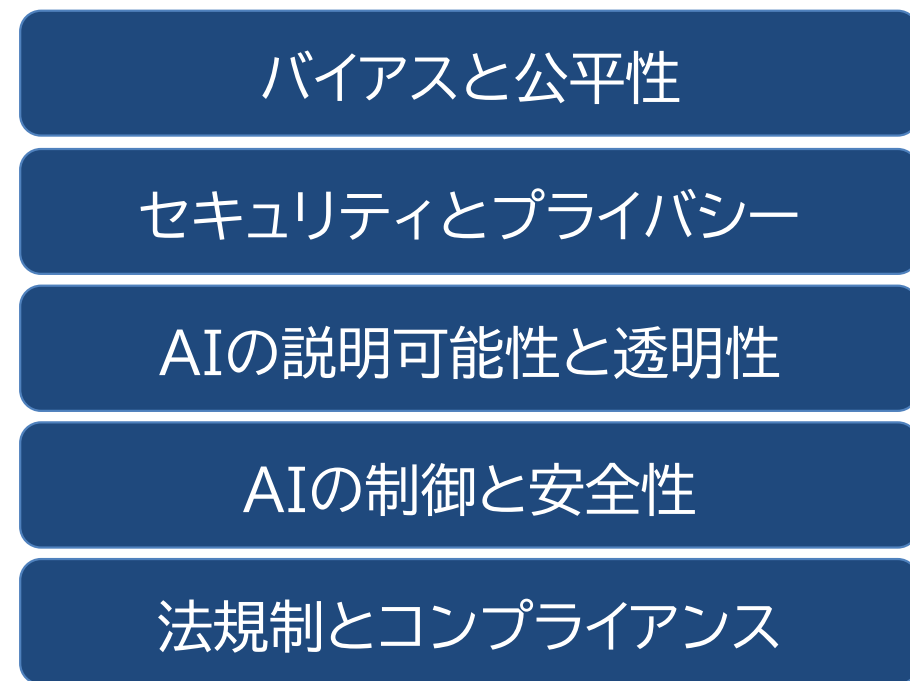 バイアスと公平性
セキュリティとプライバシー
AIの説明可能性と透明性
AIの制御と安全性
法規制とコンプライアンス